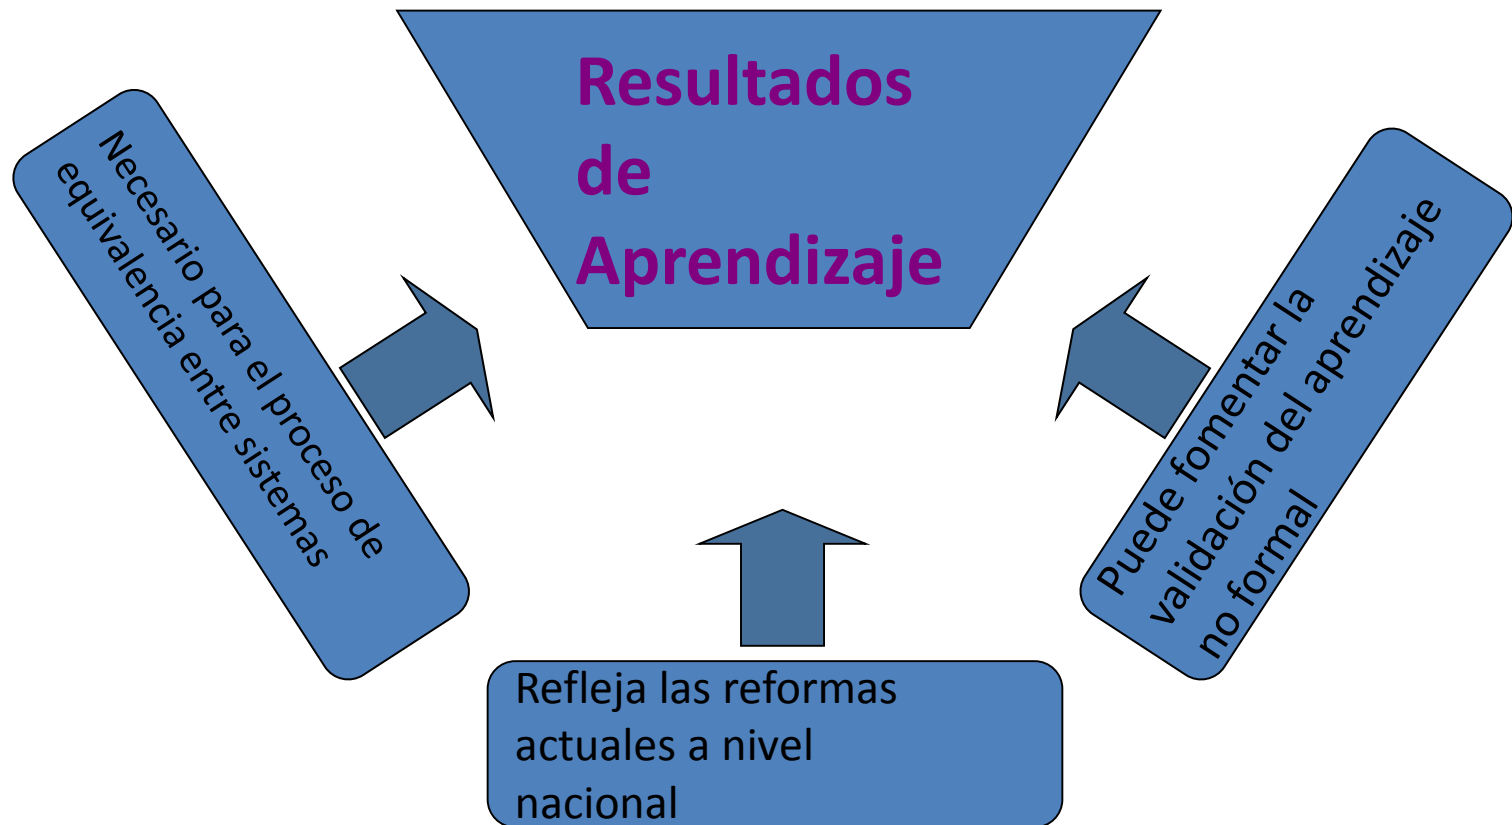 Resultados
de
Aprendizaje
Necesario para el proceso de
equivalencia entre sistemas
Puede fomentar la
validación del aprendizaje
no formal
Refleja las reformas
actuales a nivel
nacional